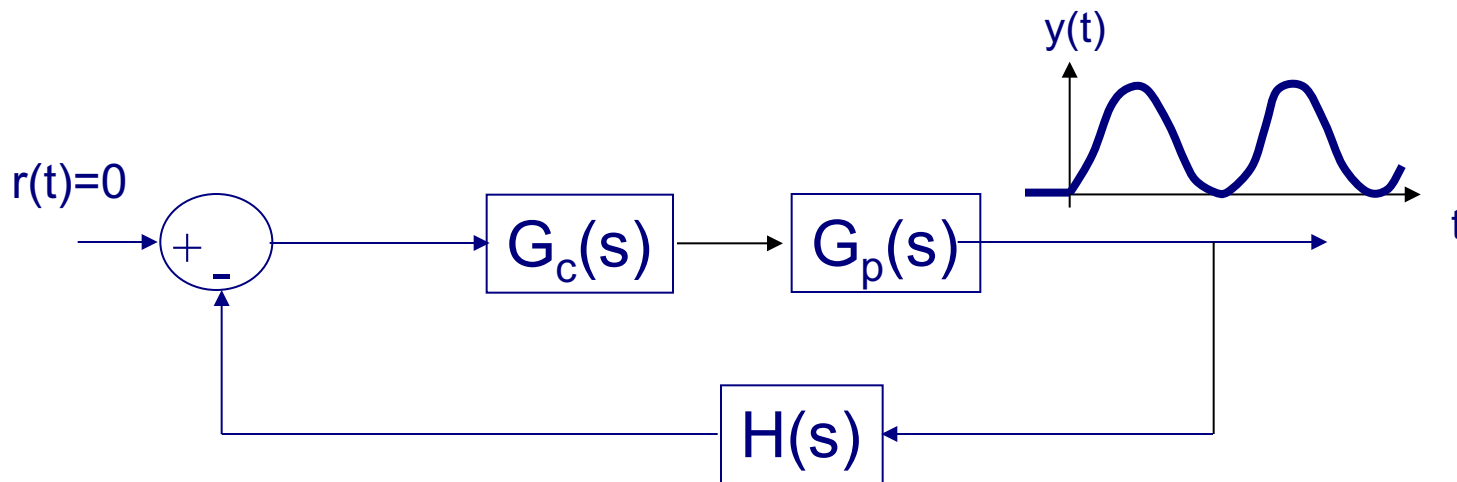 y(t)
r(t)=0
+
-
Gc(s)
Gp(s)
t
H(s)